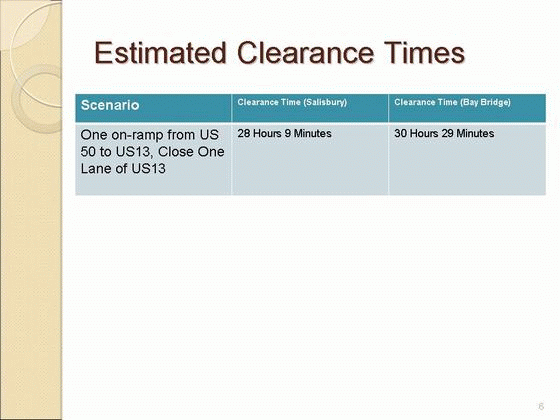 Estimated Clearance Times
Scenario
Clearance Time (Salisbury)
Clearance Time (Bay Bridge)
One on-ramp from US
50 to US13, Close One
Lane of US13
28 Hours 9 Minutes
30 Hours 29 Minutes
6